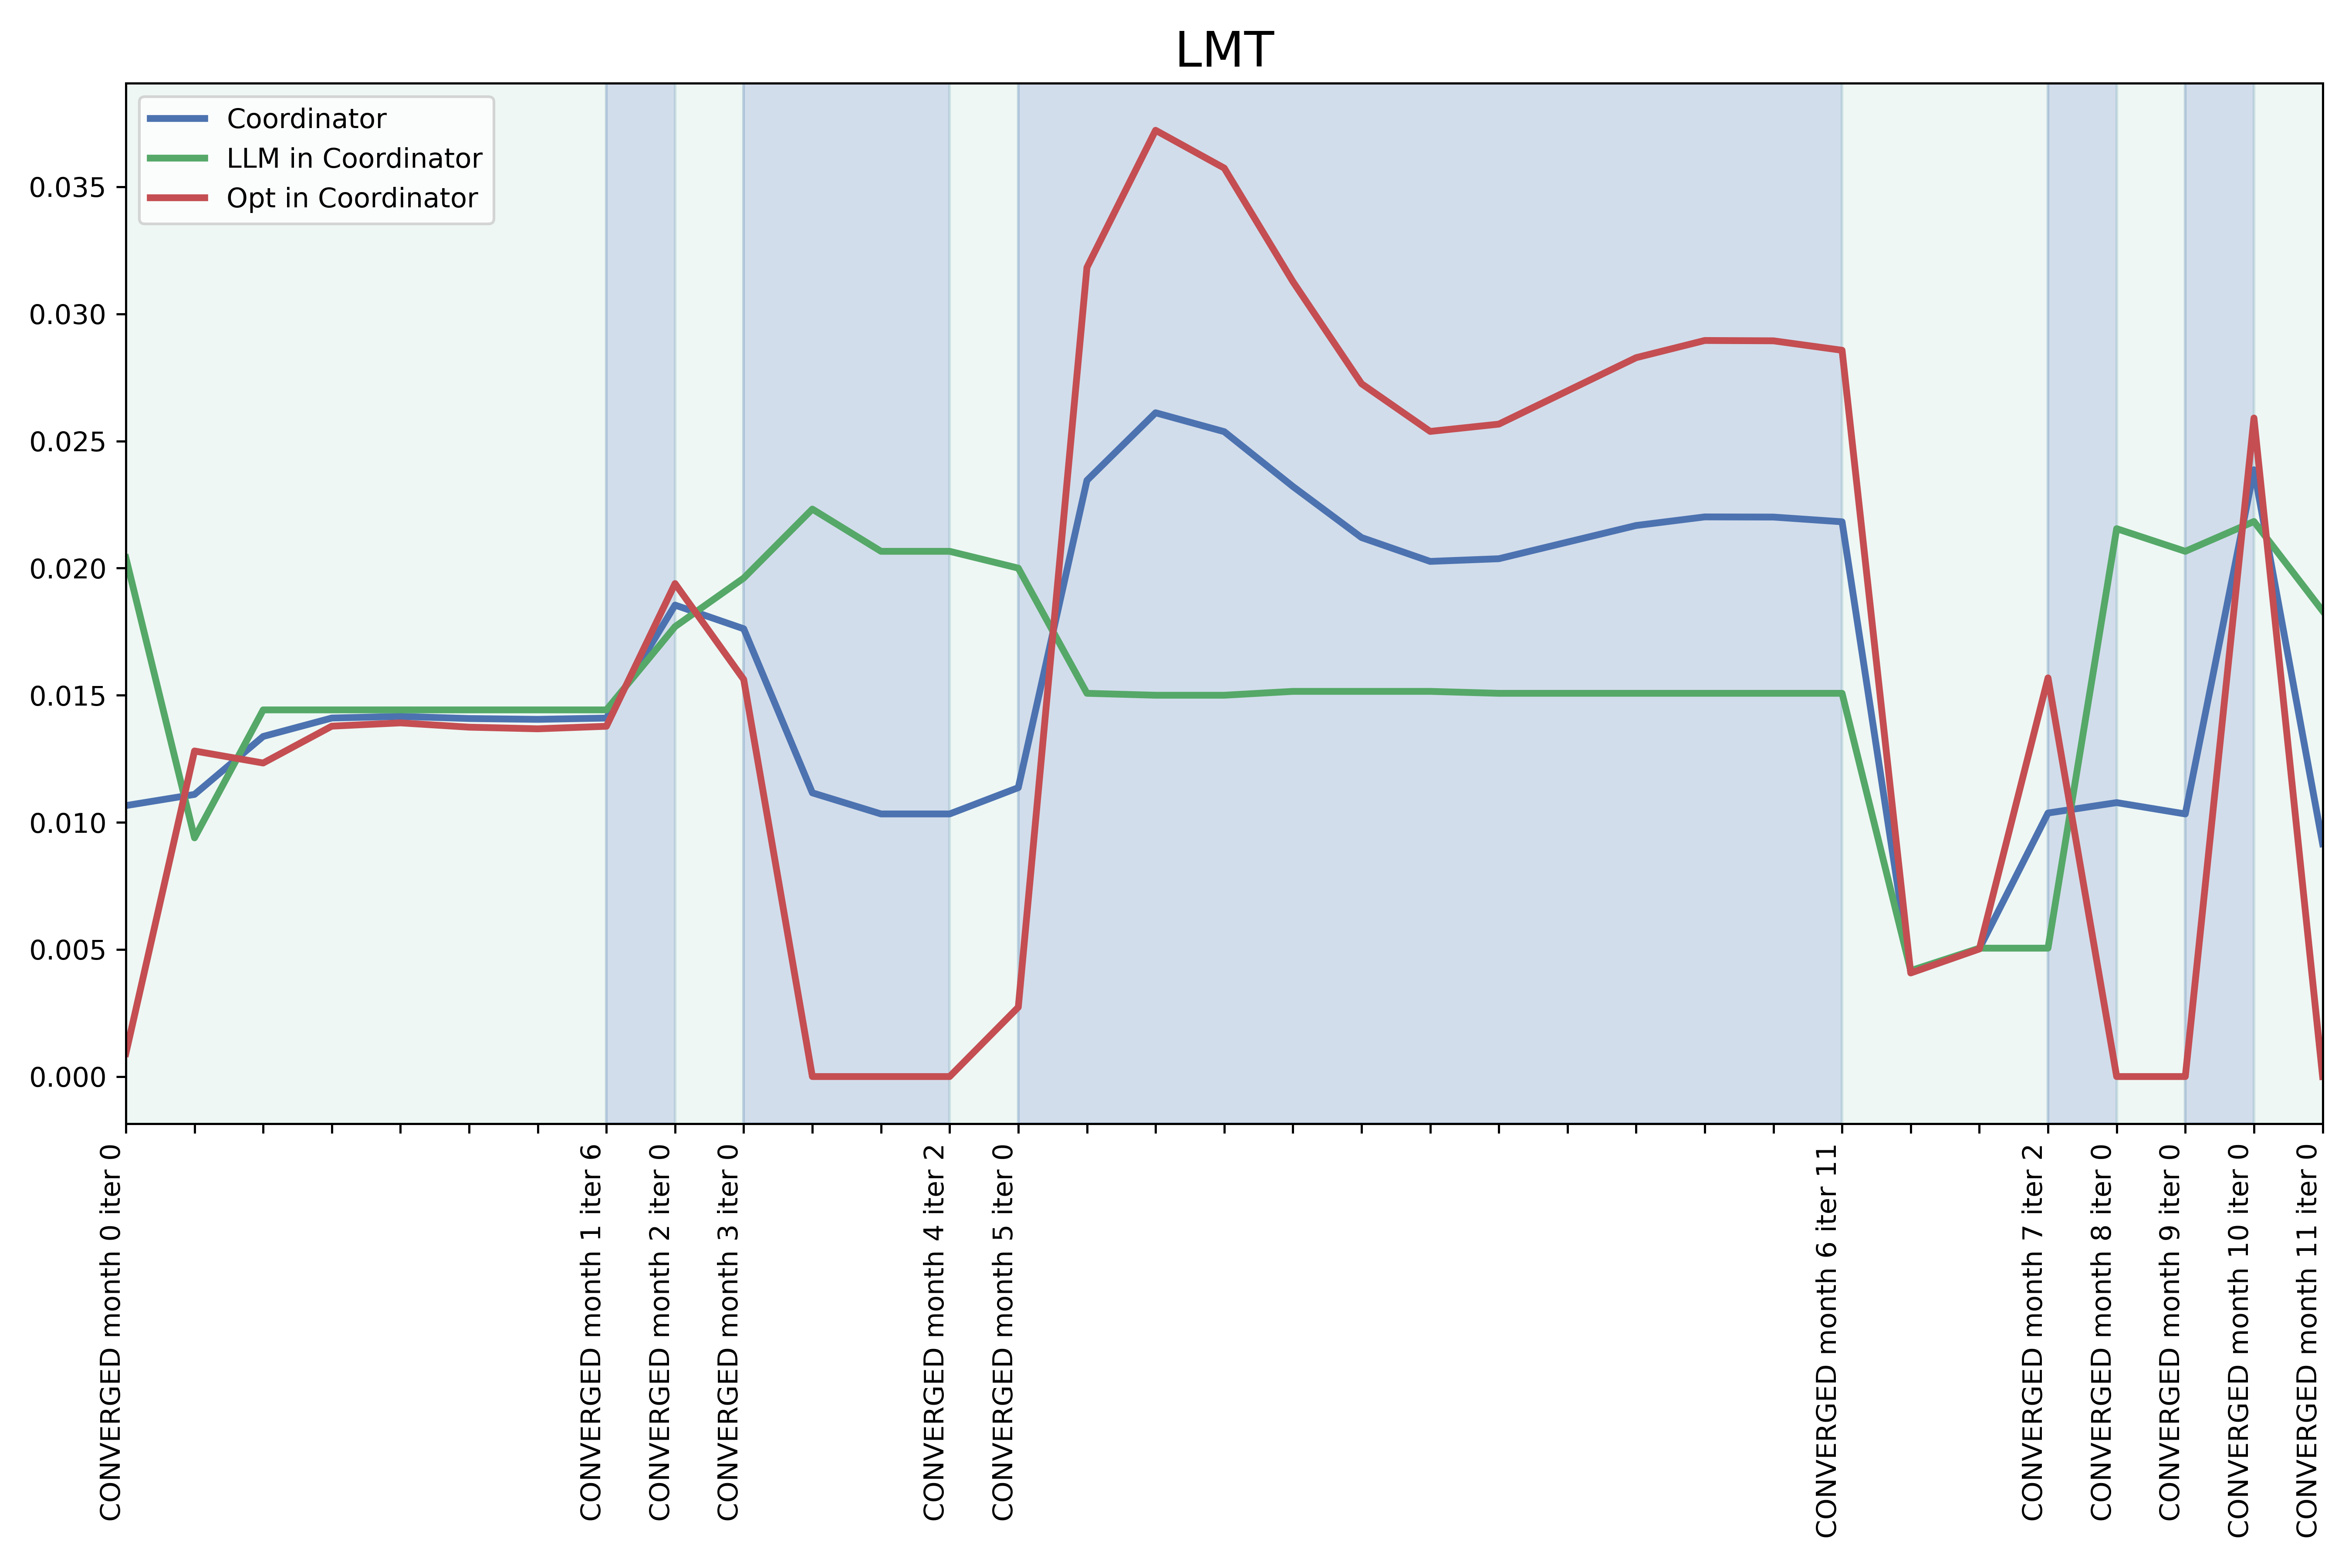 LMT
Coordinator
LLM in Coordinator
Opt in Coordinator
0.035
0.030
0.025
0.020
0.015
0.010
0.005
0.000
CONVERGED month 0 iter 0
CONVERGED month 1 iter 6
CONVERGED month 2 iter 0
CONVERGED month 3 iter 0
CONVERGED month 4 iter 2
CONVERGED month 5 iter 0
CONVERGED month 6 iter 11
CONVERGED month 7 iter 2
CONVERGED month 8 iter 0
CONVERGED month 9 iter 0
CONVERGED month 10 iter 0
CONVERGED month 11 iter 0